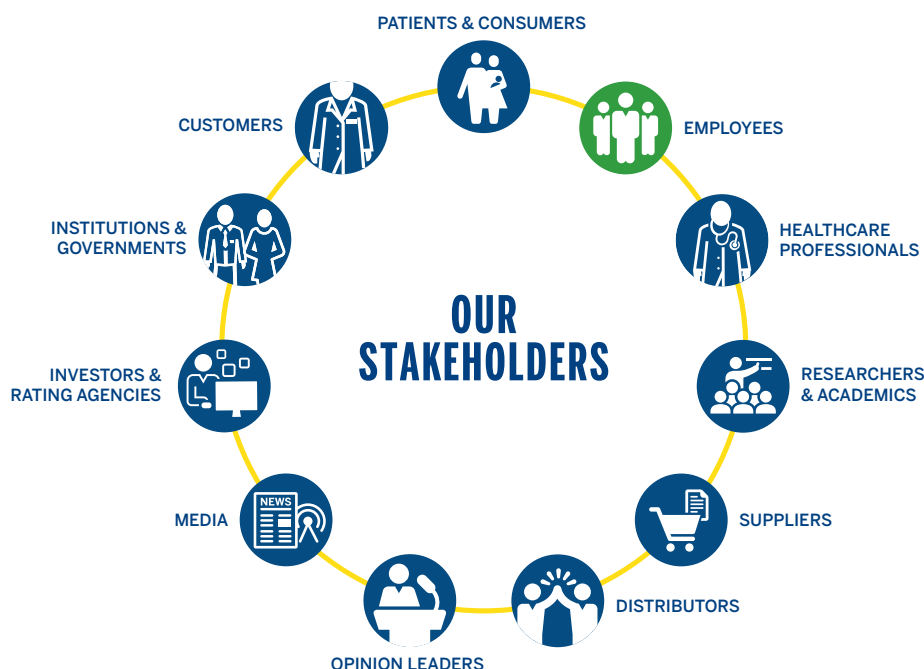 PATIENTS & CONSUMERS
EMPLOYEES
HEALTHCARE
PROFESSIONALS
RESEARCHERS
& ACADEMICS
SUPPLIERS
DISTRIBUTORS
OPINION LEADERS
MEDIA
NEWS
INVESTORS &
RATING AGENCIES
INSTITUTIONS &
GOVERNMENTS
CUSTOMERS
OUR
STAKEHOLDERS